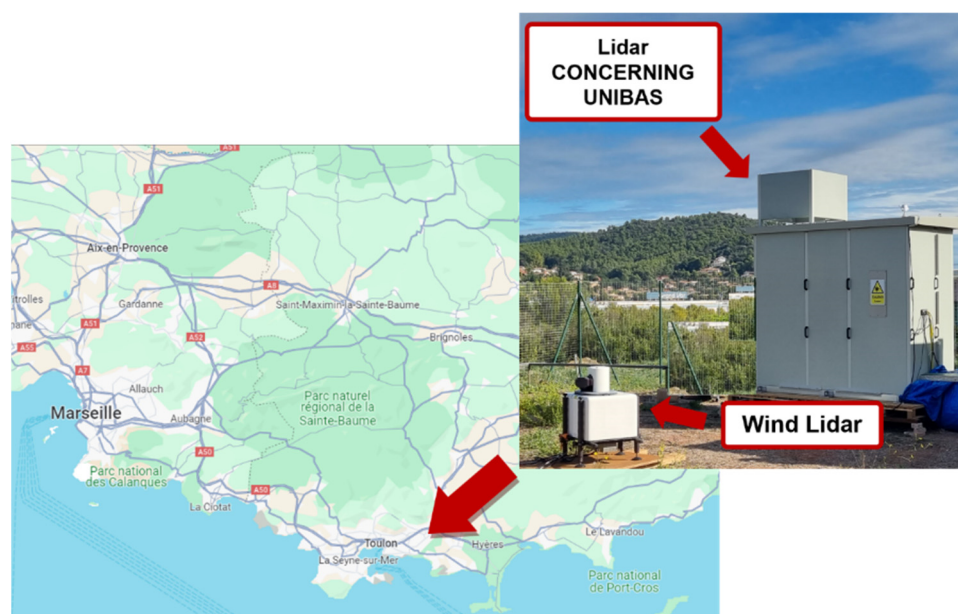 Lidar
CONCERNING
UNIBAS
Wind Lidar
A51
A51
Aix-en-Provence
A8
Saint-Maximin-la-Sainte-Baume
Gardanne
A51
A52
Brignoles
A55
A7
Allauch
Parc naturel
régional de la
Sainte-Baume
Marseille
Aubagne
A50
Parc national
des Calanques
A50
La Ciotat
Toulon
Hyères
Le Lavandou
La Seyne-sur-Mer
Parc national
de Port-Cros